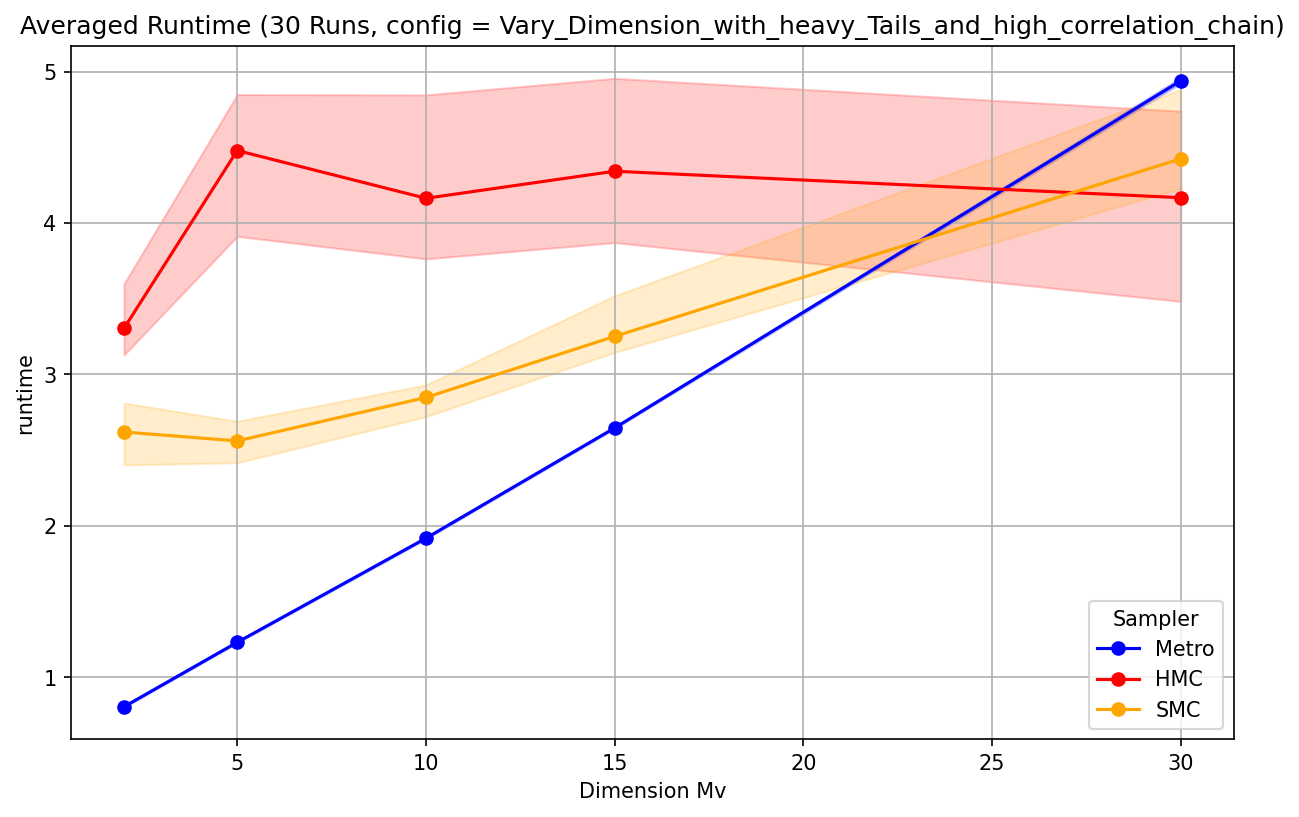 Averaged Runtime (30 Runs, config = Vary_Dimension_with_heavy_Tails_and_high_correlation_chain)
5
4
3
2
1
runtime
5 10 15 20 25 30
Dimension Mv
Sampler
Metro
HMC
SMC